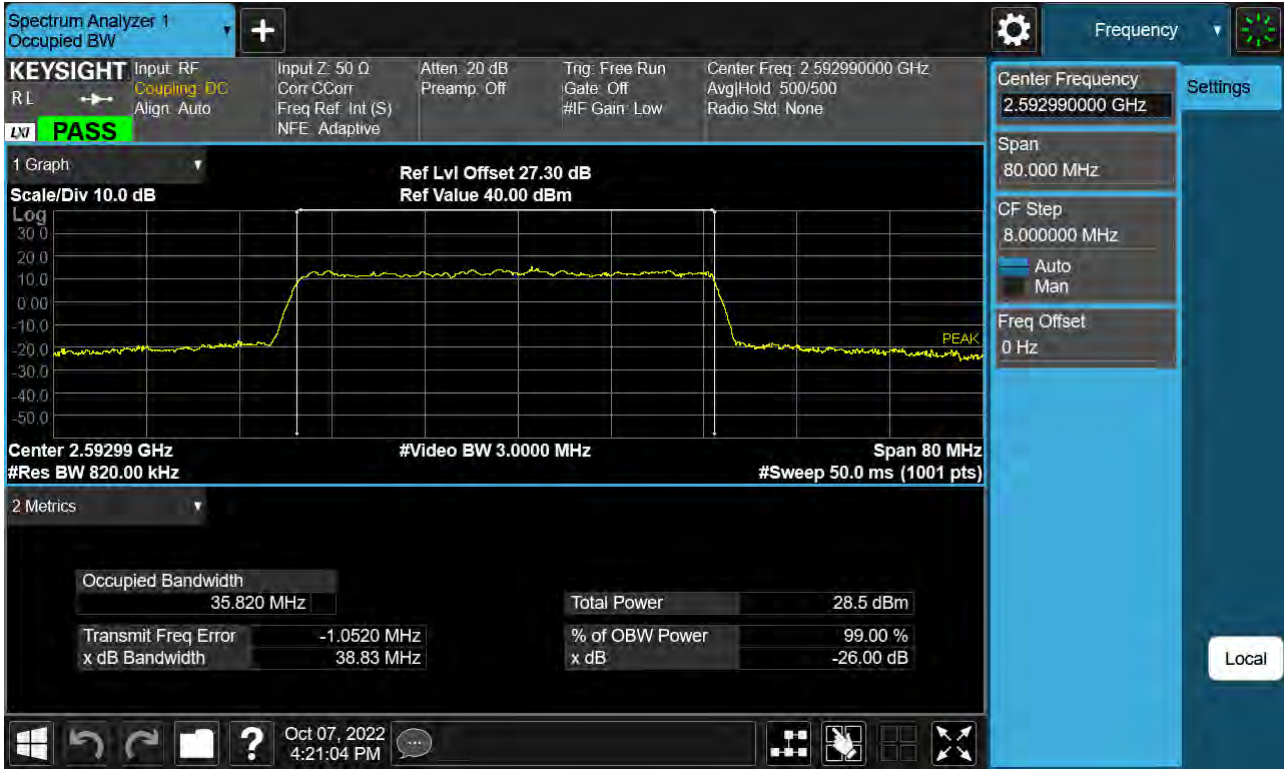 Spectrum Analyzer 1
Occupied BW
Frequency
KEYSIGHT
RL
LXI
PASS
Input: RF
Coupling: DC
Align: Auto
Input Z: 50 Ω
Corr CCorr
Freq Ref: Int (S)
NFE: Adaptive
Atten: 20 dB
Preamp: Off
Trig: Free Run
Gate: Off
#IF Gain: Low
Center Freq: 2.592990000 GHz
Avg|Hold: 500/500
Radio Std: None
1 Graph
Scale/Div 10.0 dB
Ref Lvl Offset 27.30 dB
Ref Value 40.00 dBm
Log
30.0
20.0
10.0
0.00
-10.0
-20.0
-30.0
-40.0
-50.0
PEAK
Center 2.59299 GHz
#Video BW 3.0000 MHz
Span 80 MHz
#Res BW 820.00 kHz
#Sweep 50.0 ms (1001 pts)
2 Metrics
Occupied Bandwidth
35.820 MHz
Total Power 28.5 dBm
Transmit Freq Error -1.0520 MHz
% of OBW Power 99.00 %
x dB Bandwidth 38.83 MHz
x dB -26.00 dB
Center Frequency
2.592990000 GHz
Settings
Span
80.000 MHz
CF Step
8.000000 MHz
Auto
Man
Freq Offset
0 Hz
Local
?
Oct 07, 2022
4:21:04 PM